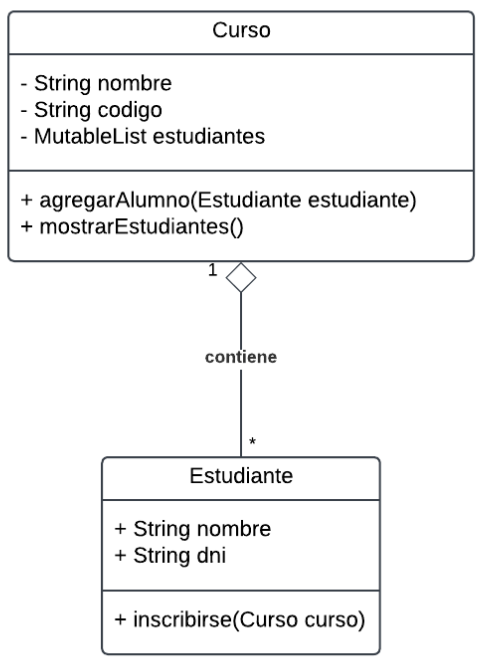 Curso
- String nombre
- String codigo
- MutableList estudiantes
+ agregarAlumno(Estudiante estudiante)
+ mostrarEstudiantes()
1
contiene
*
Estudiante
+ String nombre
+ String dni
+ inscribirse(Curso curso)